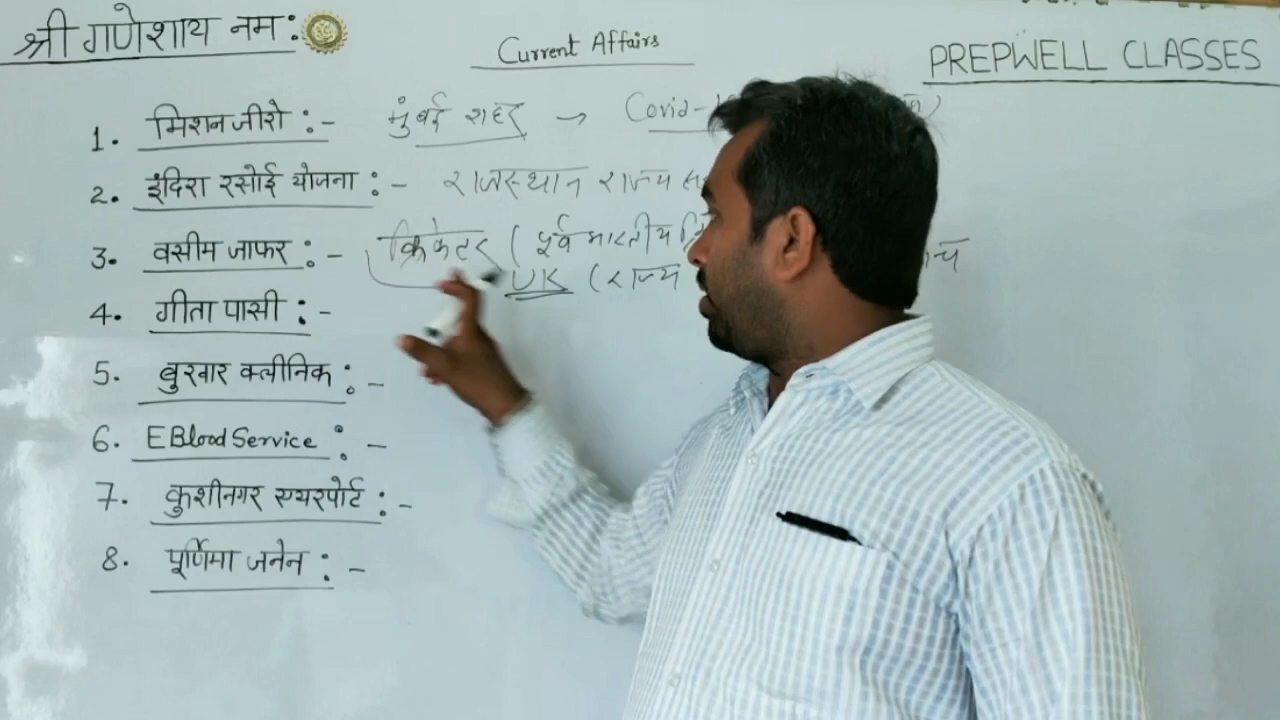 श्री गणेशाय नम:
Current Affairs
PREPWELL CLASSES
1. मिशन जीरो :- मुंबई शहर → Covid-
2. इंदिरा रसोई योजना :- राजस्थान राज्य
3. वसीम जाफर :- क्रिकेटर ( पूर्व भारतीय
UK (राज्य
4. गीता पासी :-
5. बुखार क्लीनिक :-
6. EBlood Service :-
7. कुशीनगर एयरपोर्ट :-
8. पूर्णिमा जनेन :-